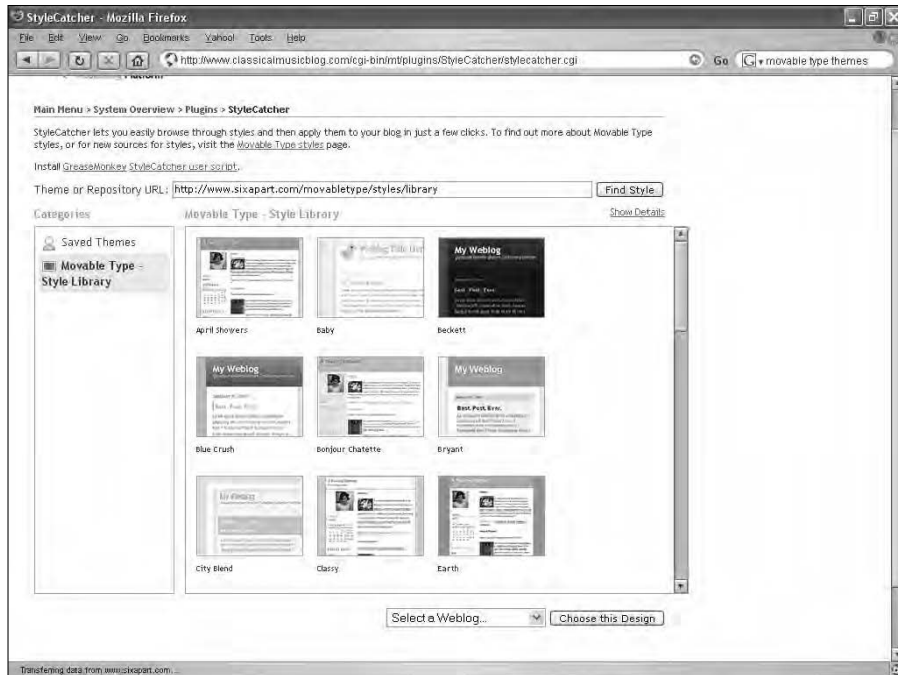 StyleCatcher - Mozilla Firefox
File Edit View Go Bookmarks Yahoo! Tools Help
http://www.classicalmusicblog.com/cgi-bin/mt/plugins/StyleCatcher/stylecatcher.cgi Go movable type themes
Platform
Main Menu > System Overview > Plugins > StyleCatcher
StyleCatcher lets you easily browse through styles and then apply them to your blog in just a few clicks. To find out more about Movable Type
styles, or for new sources for styles, visit the Movable Type styles page.
Install GreaseMonkey StyleCatcher user script.
Theme or Repository URL: http://www.sixapart.com/movabletype/styles/library Find Style
Categories
Movable Type - Style Library
Show Details
Saved Themes
Movable Type -
Style Library
My Weblog
April Showers
Baby
Beckett
My Weblog
Best. Post. Ever.
My Weblog
Best. Post. Ever.
Blue Crush
Bonjour Chatette
Bryant
My Weblog
City Blend
Classy
Earth
Select a Weblog... Choose this Design
Transferring data from www.sixapart.com...